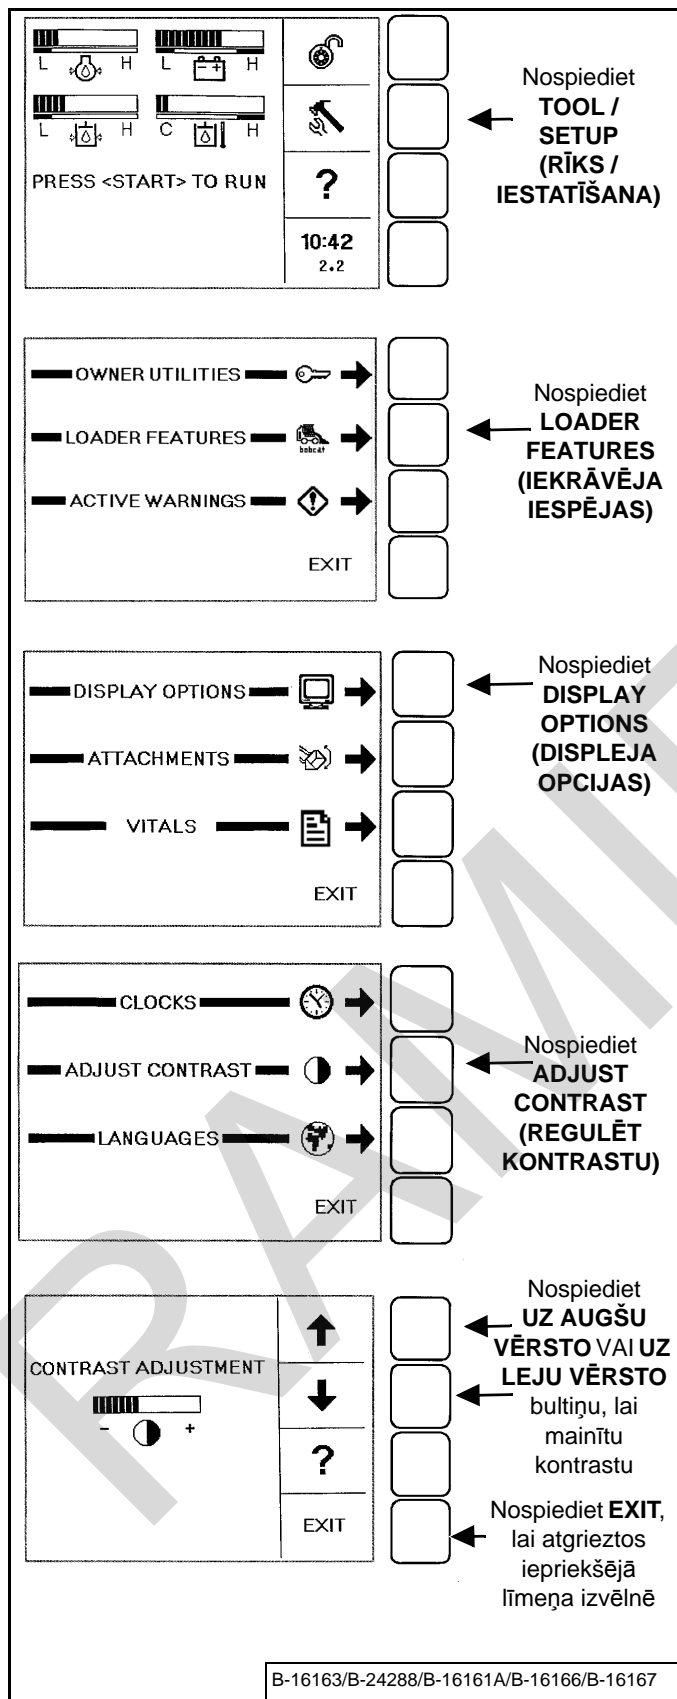 L H L H
L H C H
PRESS <START> TO RUN
?
10:42
2.2
Nospiediet
TOOL /
SETUP
(RĪKS /
IESTATĪŠANA)
OWNER UTILITIES
LOADER FEATURES
bobcat
ACTIVE WARNINGS
EXIT
Nospiediet
LOADER
FEATURES
(IEKRĀVĒJA
IESPĒJAS)
DISPLAY OPTIONS
ATTACHMENTS
VITALS
EXIT
Nospiediet
DISPLAY
OPTIONS
(DISPLEJA
OPCIJAS)
CLOCKS
ADJUST CONTRAST
LANGUAGES
EXIT
Nospiediet
ADJUST
CONTRAST
(REGULĒT
KONTRASTU)
CONTRAST ADJUSTMENT
- +
?
EXIT
Nospiediet
UZ AUGŠU
VĒRSTO VAI UZ
LEJU VĒRSTO
bultiņu, lai
mainītu
kontrastu
Nospiediet EXIT,
lai atgrieztos
iepriekšējā
līmeņa izvēlnē
B-16163/B-24288/B-16161A/B-16166/B-16167